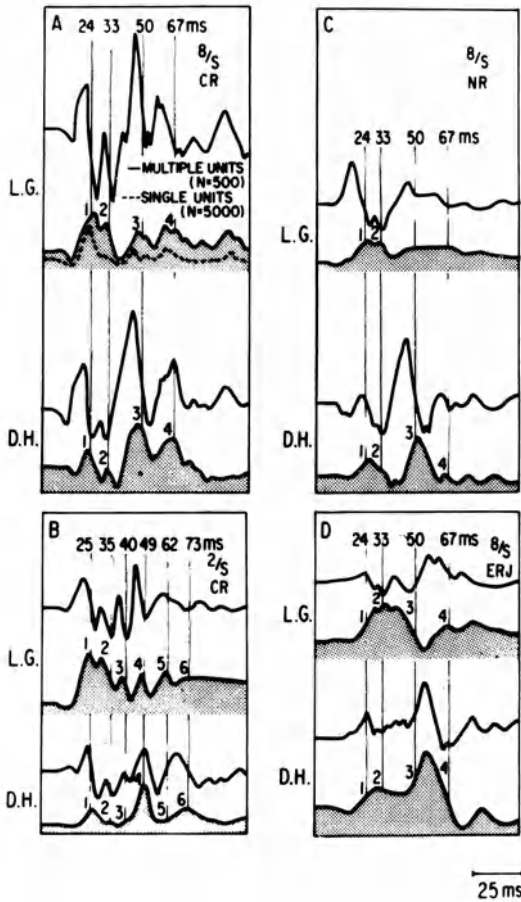 A
24 33 50 67 ms
8/S
CR
L.G.
— MULTIPLE UNITS
(N=500)
---- SINGLE UNITS
(N=5000)
1 2 3 4
D.H.
1 2 3 4
B
25 35 40 49 62 73 ms
2/S
CR
L.G.
1 2 3 4 5 6
D.H.
1 2 3 4 5 6
C
8/S
NR
24 33 50 67 ms
L.G.
1 2
D.H.
1 2 3 4
D
24 33 50 67 ms
8/S
ERJ
L.G.
1 2 3 4
D.H.
1 2 3 4
25 ms